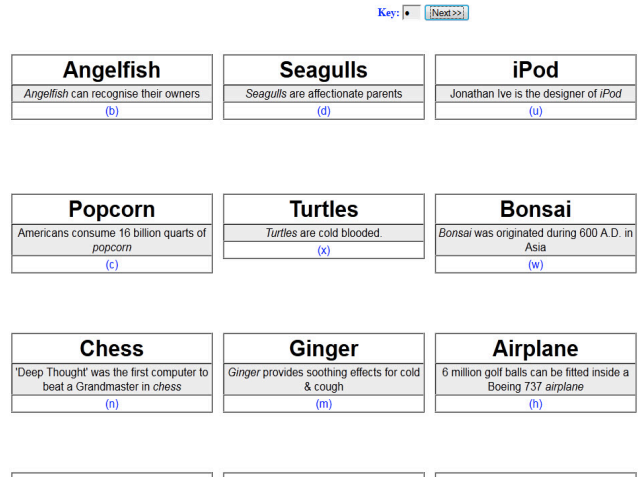 Key: • Next >>
Angelfish
Angelfish can recognise their owners
(b)
Seagulls
Seagulls are affectionate parents
(d)
iPod
Jonathan Ive is the designer of iPod
(u)
Popcorn
Americans consume 16 billion quarts of
popcorn
(c)
Turtles
Turtles are cold blooded.
(x)
Bonsai
Bonsai was originated during 600 A.D. in
Asia
(w)
Chess
'Deep Thought' was the first computer to
beat a Grandmaster in chess
(n)
Ginger
Ginger provides soothing effects for cold
& cough
(m)
Airplane
6 million golf balls can be fitted inside a
Boeing 737 airplane
(h)